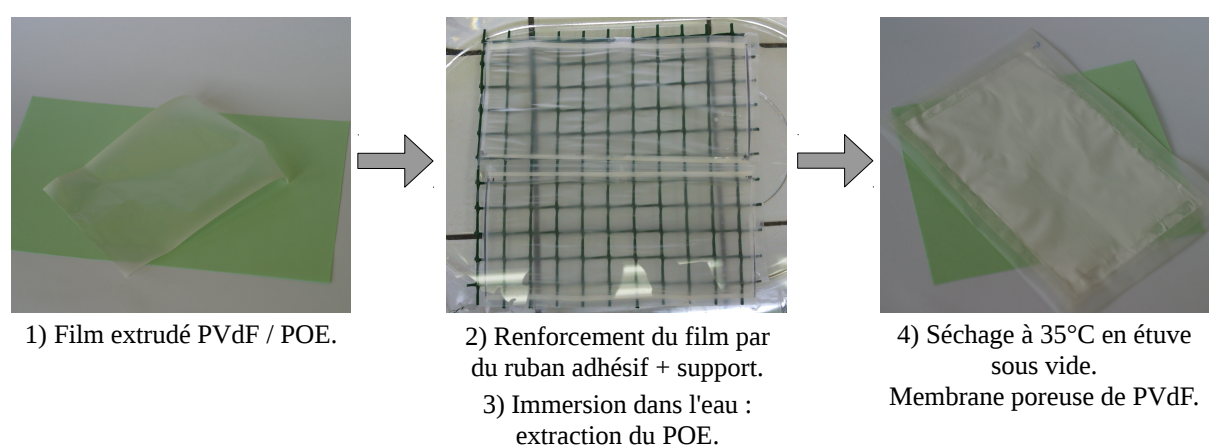 1) Film extrudé PVdF / POE.
2) Renforcement du film par
du ruban adhésif + support.
3) Immersion dans l'eau :
extraction du POE.
4) Séchage à 35°C en étuve
sous vide.
Membrane poreuse de PVdF.